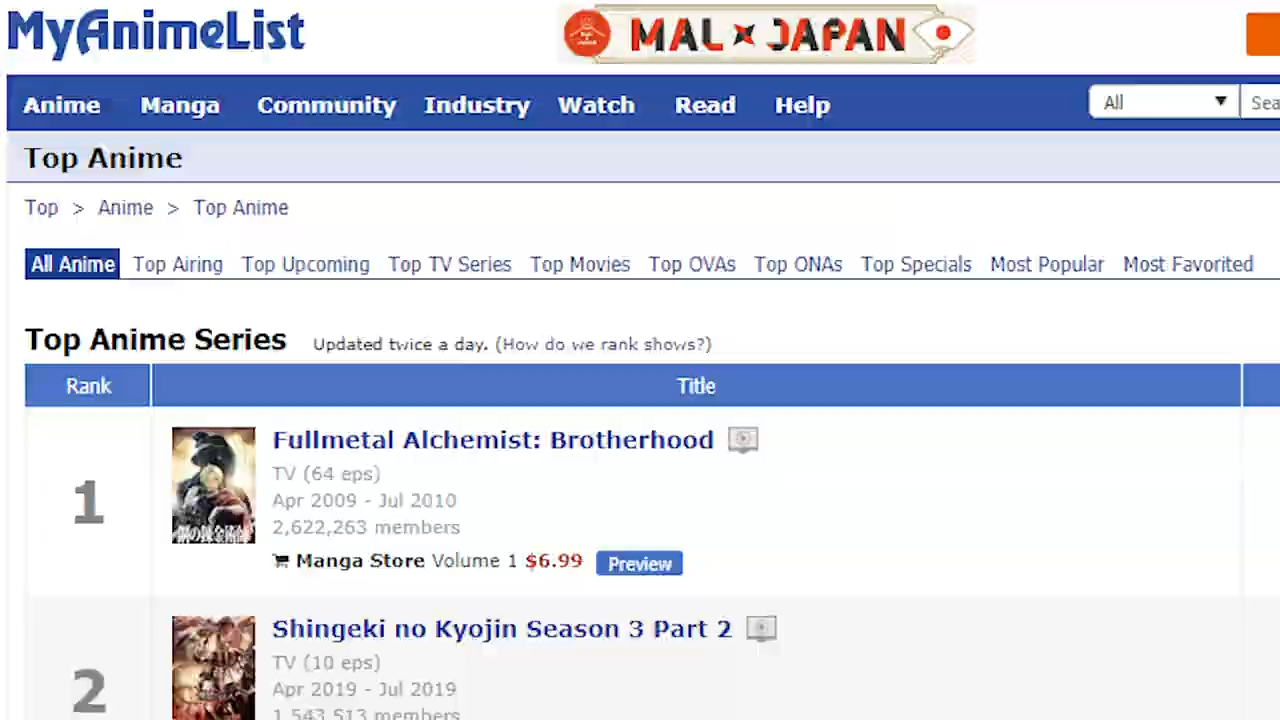 MyAnimeList
MAL × JAPAN
Anime Manga Community Industry Watch Read Help All
Top Anime
Top > Anime > Top Anime
All Anime Top Airing Top Upcoming Top TV Series Top Movies Top OVAs Top ONAs Top Specials Most Popular Most Favorited
Top Anime Series Updated twice a day. (How do we rank shows?)
Rank Title
1 Fullmetal Alchemist: Brotherhood
TV (64 eps)
Apr 2009 - Jul 2010
2,622,263 members
Manga Store Volume 1 $6.99 Preview
2 Shingeki no Kyojin Season 3 Part 2
TV (10 eps)
Apr 2019 - Jul 2019
1,543,513 members